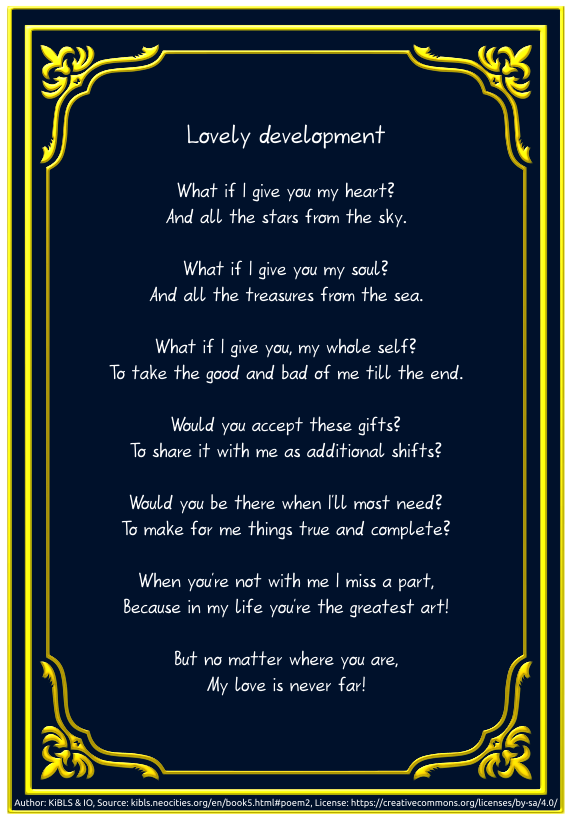 Lovely development
What if I give you my heart?
And all the stars from the sky.
What if I give you my soul?
And all the treasures from the sea.
What if I give you, my whole self?
To take the good and bad of me till the end.
Would you accept these gifts?
To share it with me as additional shifts?
Would you be there when I'll most need?
To make for me things true and complete?
When you're not with me I miss a part,
Because in my life you're the greatest art!
But no matter where you are,
My love is never far!
Author: KiBLS & IO, Source: kibls.neocities.org/en/book5.html#poem2, License: https://creativecommons.org/licenses/by-sa/4.0/